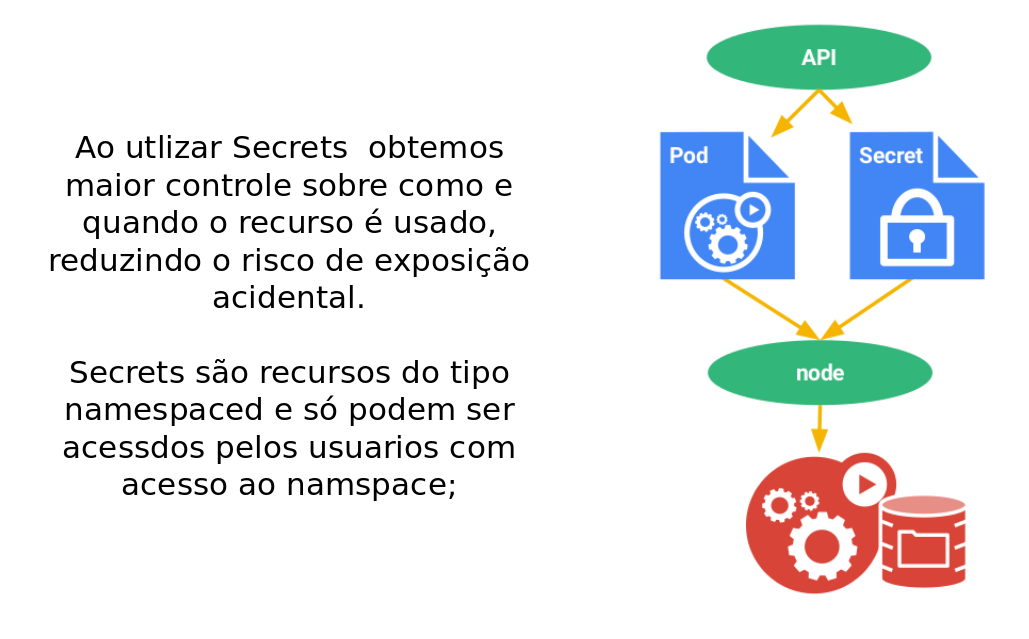 Ao utlizar Secrets  obtemos
maior controle sobre como e
quando o recurso é usado,
reduzindo o risco de exposição
acidental.
Secrets são recursos do tipo
namespaced e só podem ser
acessdos pelos usuarios com
acesso ao namspace;
API
Pod
Secret
node